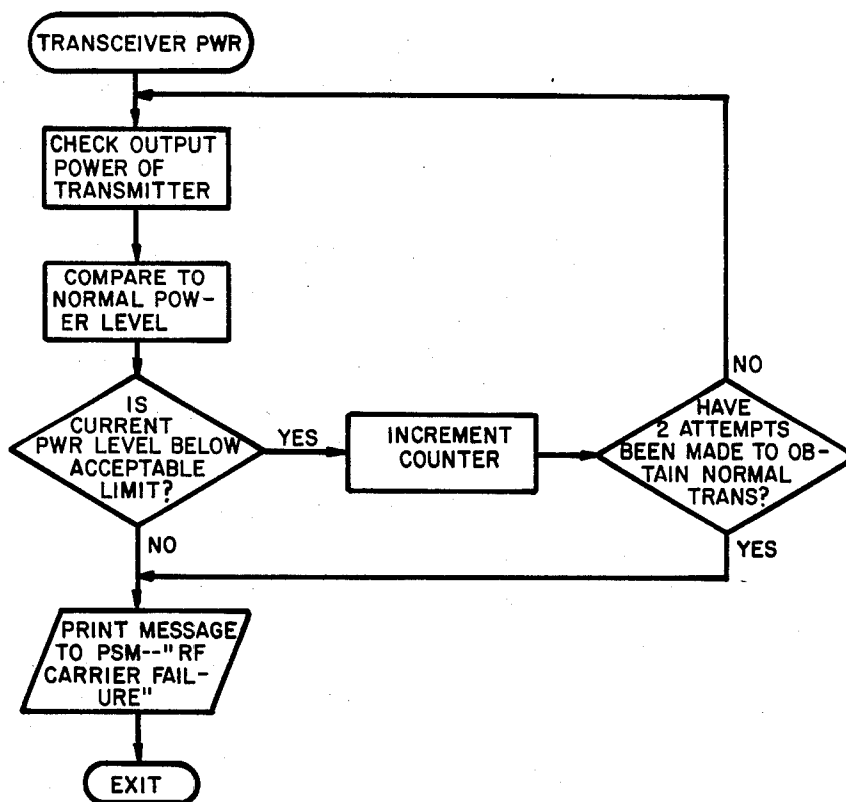 TRANSCEIVER PWR
CHECK OUTPUT
POWER OF
TRANSMITTER
COMPARE TO
NORMAL POW-
ER LEVEL
IS
CURRENT
PWR LEVEL BELOW
ACCEPTABLE
LIMIT?
YES
NO
INCREMENT
COUNTER
HAVE
2 ATTEMPTS
BEEN MADE TO OB-
TAIN NORMAL
TRANS?
NO
YES
PRINT MESSAGE
TO PSM--"RF
CARRIER FAIL-
URE"
EXIT